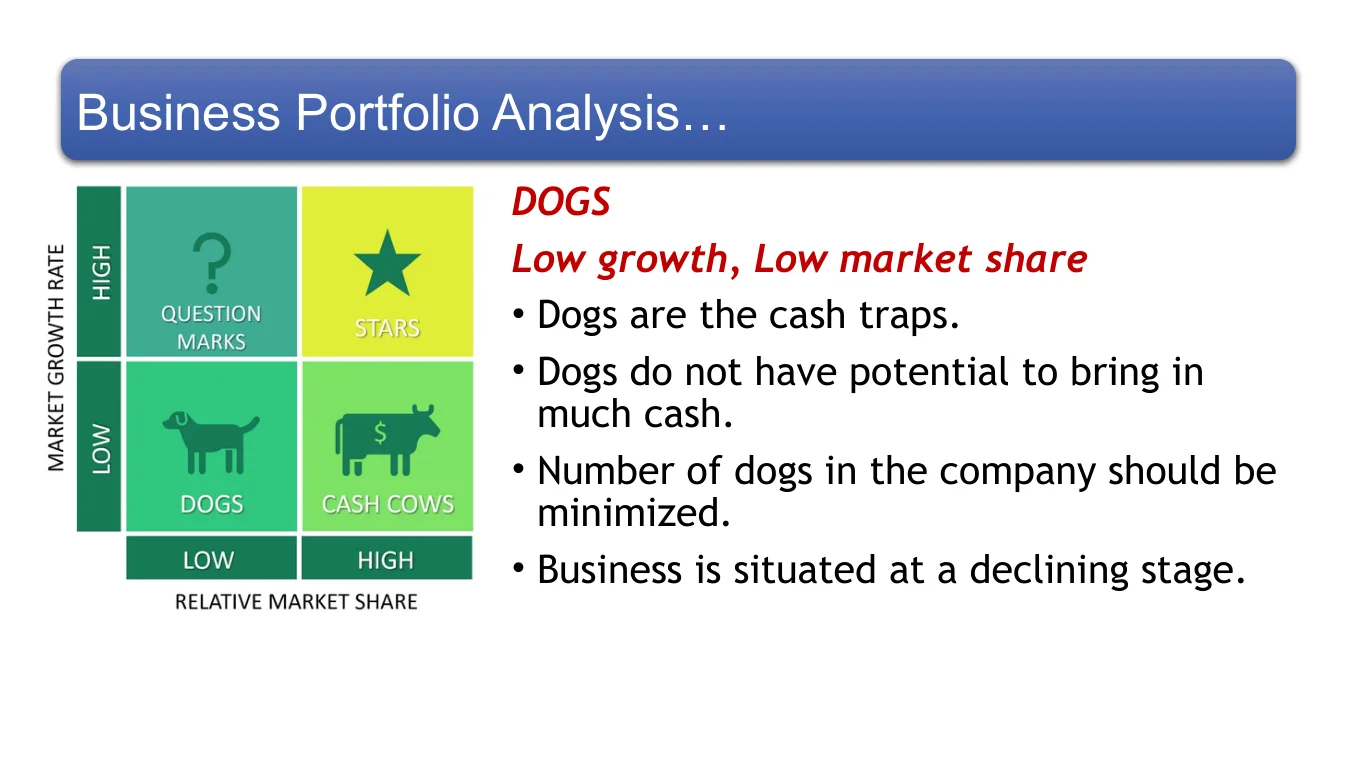 Business Portfolio Analysis…
MARKET GROWTH RATE
HIGH
LOW
?
QUESTION
MARKS
STARS
DOGS
$
CASH COWS
LOW
HIGH
RELATIVE MARKET SHARE
DOGS
Low growth, Low market share
• Dogs are the cash traps.
• Dogs do not have potential to bring in
much cash.
• Number of dogs in the company should be
minimized.
• Business is situated at a declining stage.